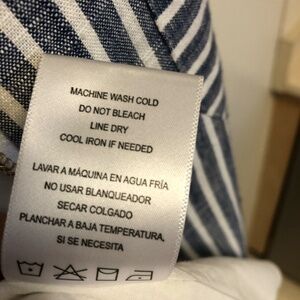 MACHINE WASH COLD
DO NOT BLEACH
LINE DRY
COOL IRON IF NEEDED
LAVAR A MÁQUINA EN AGUA FRÍA
NO USAR BLANQUEADOR
SECAR COLGADO
PLANCHAR A BAJA TEMPERATURA,
SI SE NECESITA